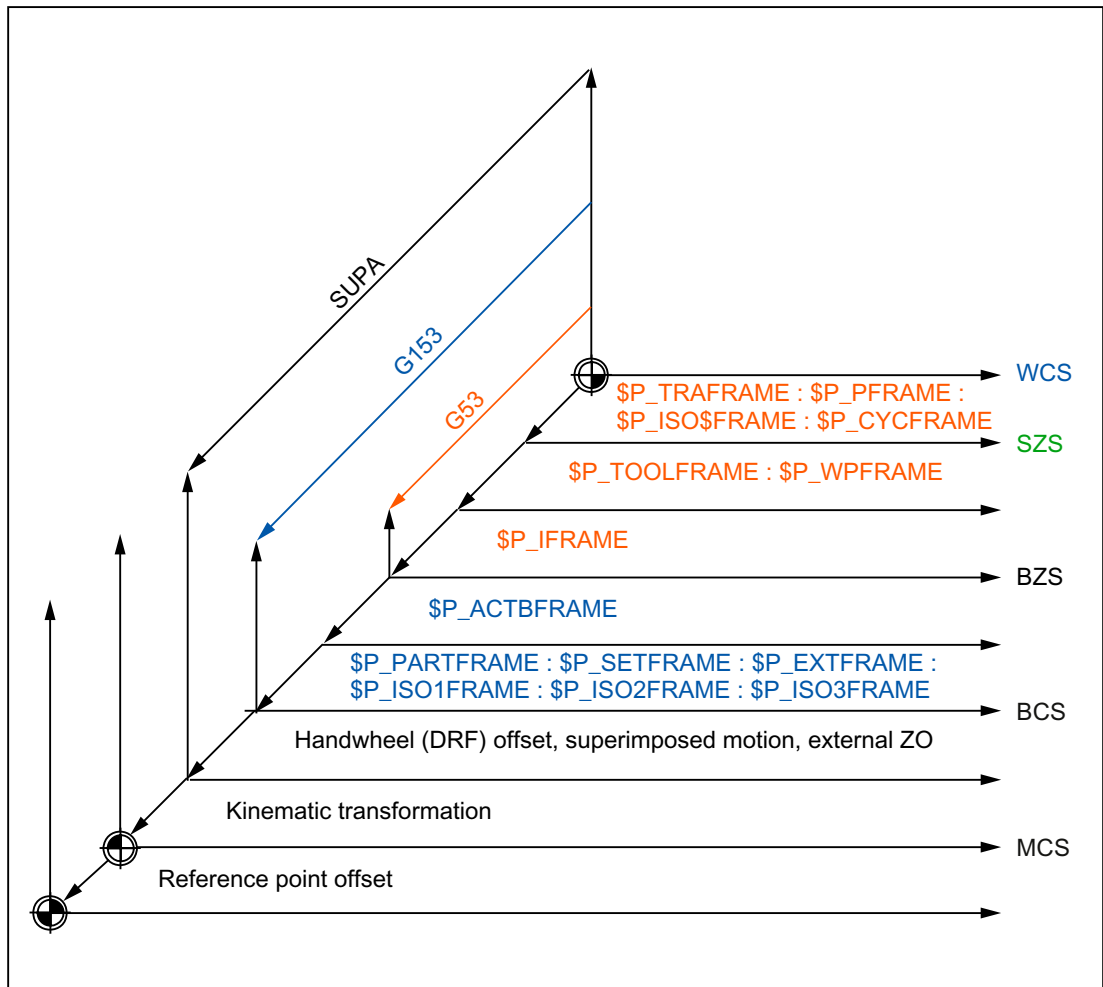 SUPA
G153
G53
WCS
$P_TRAFRAME : $P_PFRAME :
$P_ISO$FRAME : $P_CYCFRAME
SZS
$P_TOOLFRAME : $P_WPFRAME
$P_IFRAME
BZS
$P_ACTBFRAME
$P_PARTFRAME : $P_SETFRAME : $P_EXTFRAME :
$P_ISO1FRAME : $P_ISO2FRAME : $P_ISO3FRAME
BCS
Handwheel (DRF) offset, superimposed motion, external ZO
Kinematic transformation
MCS
Reference point offset